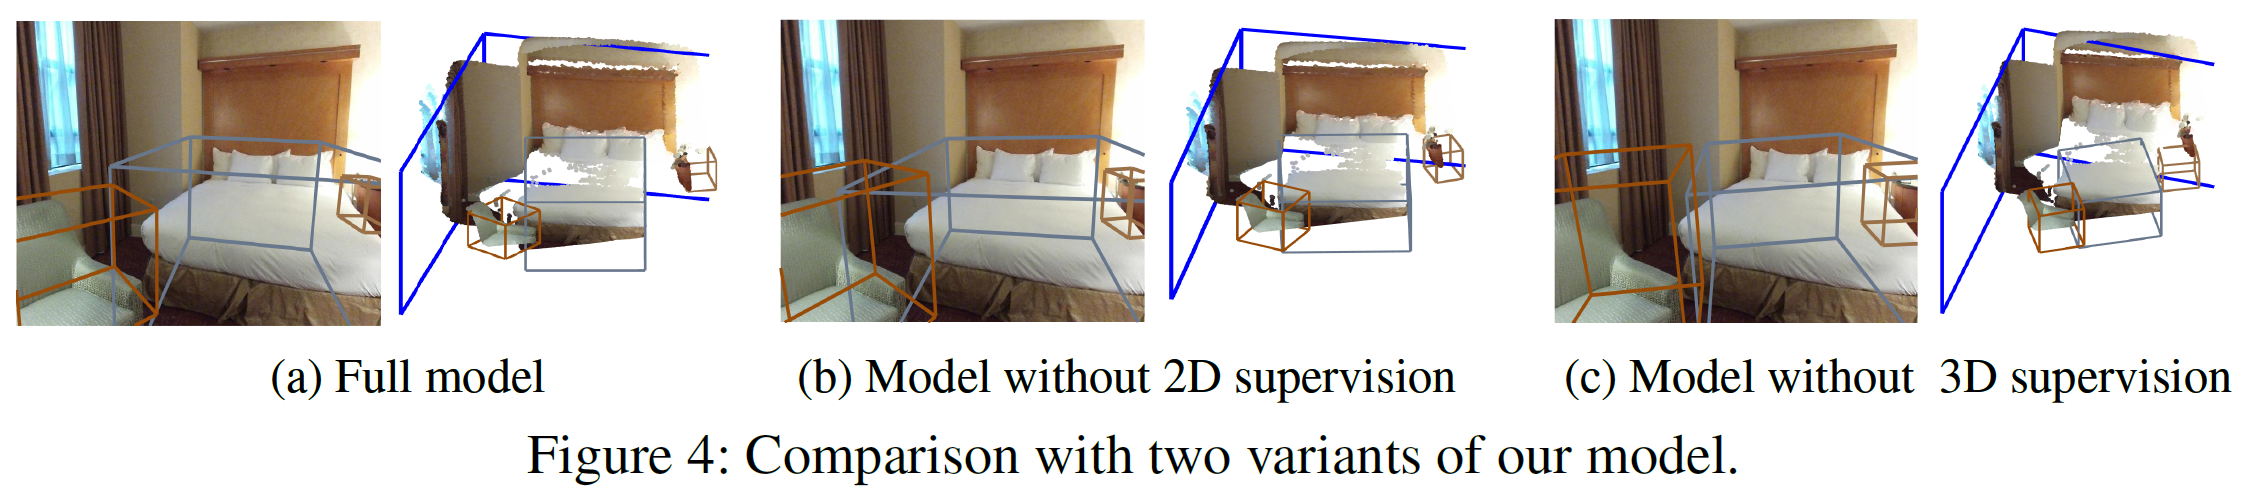 (a) Full model
(b) Model without 2D supervision
(c) Model without 3D supervision
Figure 4: Comparison with two variants of our model.